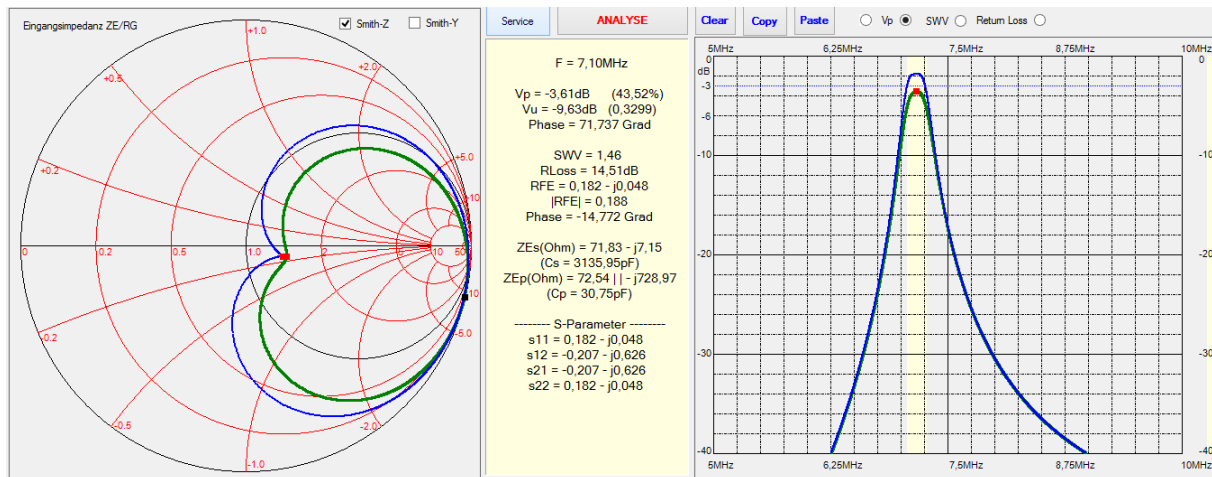 Eingangsimpedanz ZE/RG
Smith-Z
Smith-Y
+1.0
+0.5
+2.0
+0.2
+5.0
+10
0
0.2
0.5
1.0
2
5
10
50
-10
-0.2
-5.0
-0.5
-2.0
-1.0
Service
ANALYSE
F = 7,10MHz
Vp = -3,61dB (43,52%)
Vu = -9,63dB (0,3299)
Phase = 71,737 Grad
SWV = 1,46
RLoss = 14,51dB
RFE = 0,182 - j0,048
|RFE| = 0,188
Phase = -14,772 Grad
ZEs(Ohm) = 71,83 - j7,15
(Cs = 3135,95pF)
ZEp(Ohm) = 72,54 | | - j728,97
(Cp = 30,75pF)
-------- S-Parameter --------
s11 = 0,182 - j0,048
s12 = -0,207 - j0,626
s21 = -0,207 - j0,626
s22 = 0,182 - j0,048
Clear
Copy
Paste
Vp
SWV
Return Loss
5MHz
6,25MHz
7,5MHz
8,75MHz
10MHz
0
dB
-3
-6
-10
-20
-30
-40
0
-10
-20
-30
-40
5MHz
6,25MHz
7,5MHz
8,75MHz
10MHz